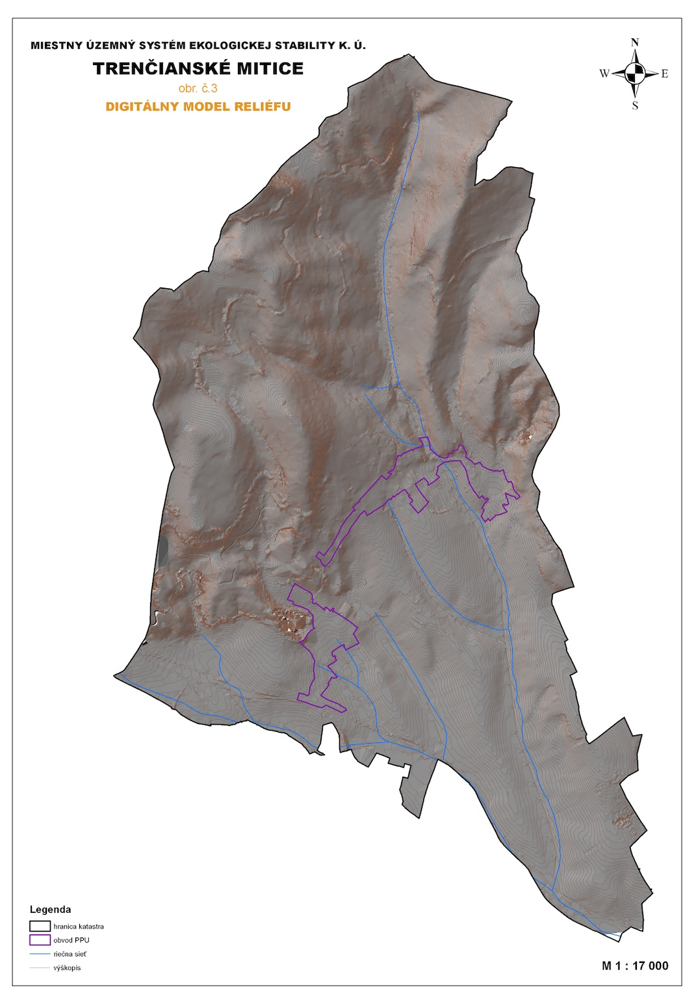 MIESTNY ÚZEMNÝ SYSTÉM EKOLOGICKEJ STABILITY K. Ú.
TRENČIANSKÉ MITICE
obr. č.3
DIGITÁLNY MODEL RELIÉFU
N
W E
S
Legenda
hranica katastra
obvod PPU
riečna sieť
výškopis
M 1 : 17 000